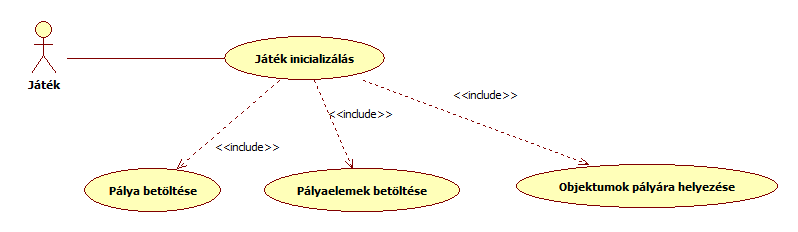 Játék inicializálás
Játék
<<include>>
<<include>>
<<include>>
Pálya betöltése
Pályaelemek betöltése
Objektumok pályára helyezése